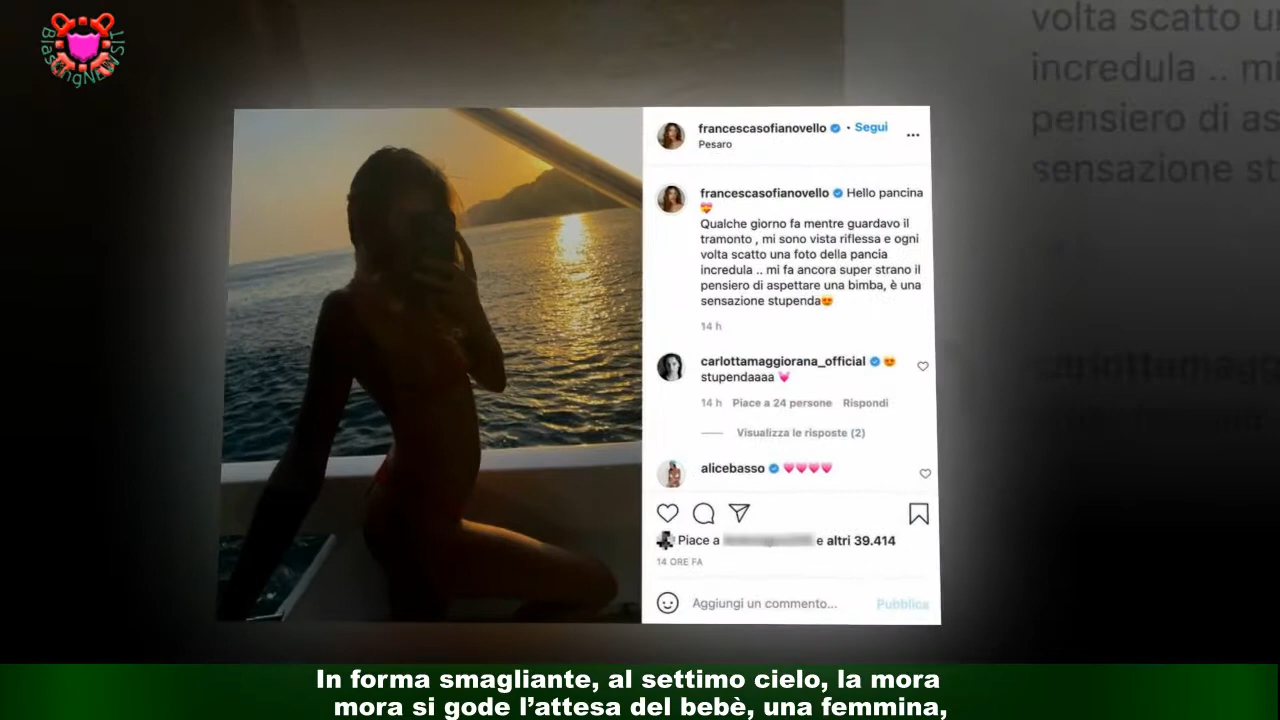 BlastingNEWSIT
francescasofianovello • Segui
Pesaro
francescasofianovello Hello pancina
Qualche giorno fa mentre guardavo il
tramonto , mi sono vista riflessa e ogni
volta scatto una foto della pancia
incredula .. mi fa ancora super strano il
pensiero di aspettare una bimba, è una
sensazione stupenda
14 h
carlottamaggiorana_official
stupendaaaa
14 h Piace a 24 persone Rispondi
Visualizza le risposte (2)
alicebasso
Piace a e altri 39.414
14 ORE FA
Aggiungi un commento... Pubblica
volta scatto u
incredula .. m
pensiero di as
sensazione st
In forma smagliante, al settimo cielo, la mora
mora si gode l'attesa del bebè, una femmina,